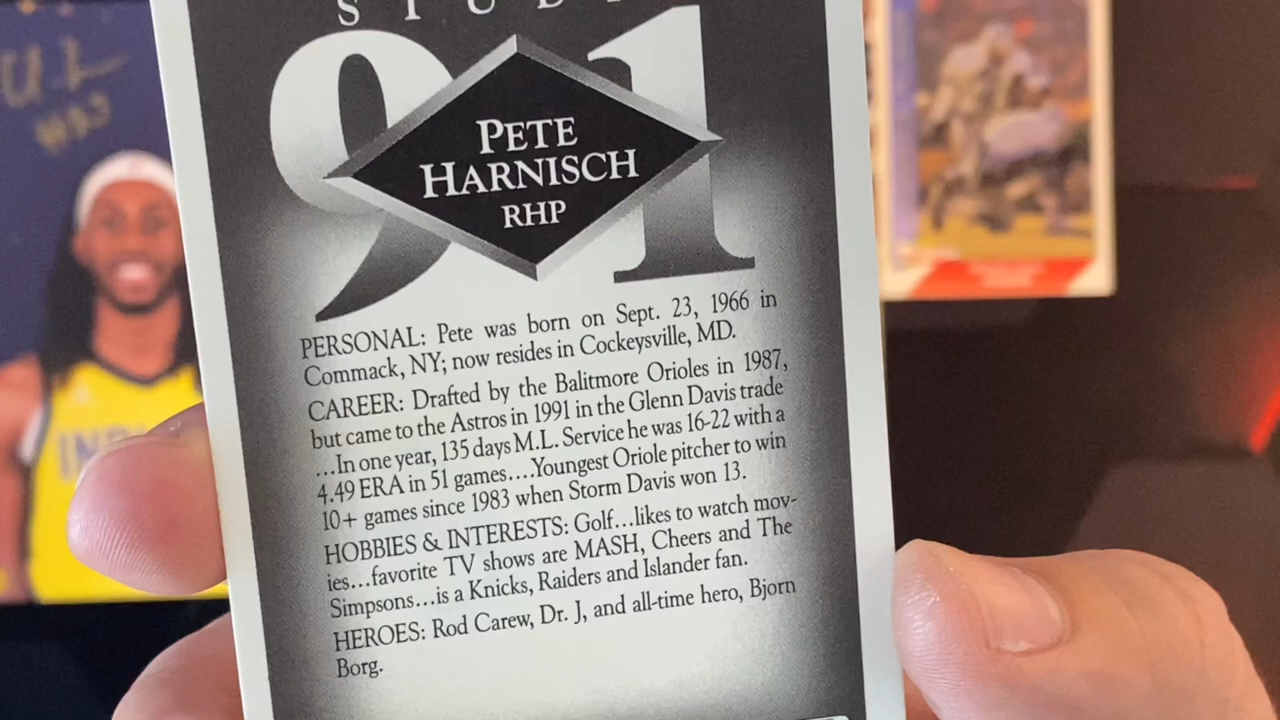 STUDI
91
PETE
HARNISCH
RHP
PERSONAL: Pete was born on Sept. 23, 1966 in
Commack, NY; now resides in Cockeysville, MD.
CAREER: Drafted by the Balitmore Orioles in 1987,
but came to the Astros in 1991 in the Glenn Davis trade
...In one year, 135 days M.L. Service he was 16-22 with a
4.49 ERA in 51 games....Youngest Oriole pitcher to win
10+ games since 1983 when Storm Davis won 13.
HOBBIES & INTERESTS: Golf...likes to watch mov-
ies...favorite TV shows are MASH, Cheers and The
Simpsons...is a Knicks, Raiders and Islander fan.
HEROES: Rod Carew, Dr. J, and all-time hero, Bjorn
Borg.
IND